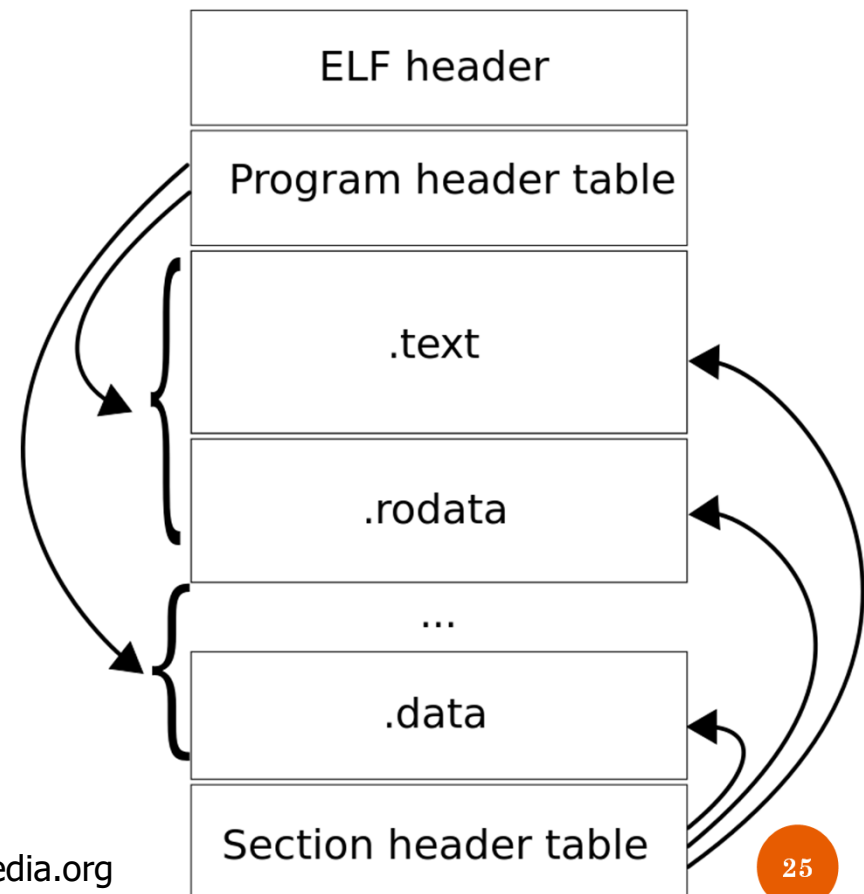 ELF header
Program header table
.text
.rodata
...
.data
Section header table
edia.org
25